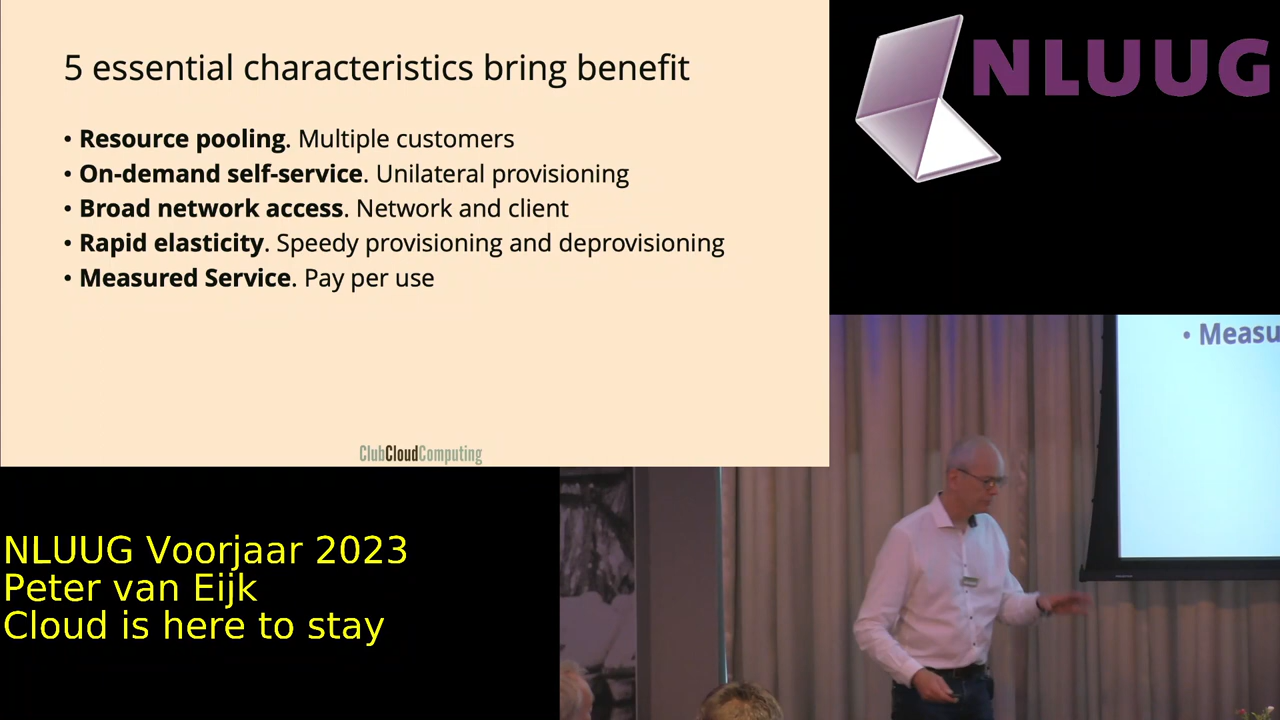 5 essential characteristics bring benefit
• Resource pooling. Multiple customers
• On-demand self-service. Unilateral provisioning
• Broad network access. Network and client
• Rapid elasticity. Speedy provisioning and deprovisioning
• Measured Service. Pay per use
ClubCloudComputing
NLUUG
• Measu
NLUUG Voorjaar 2023
Peter van Eijk
Cloud is here to stay